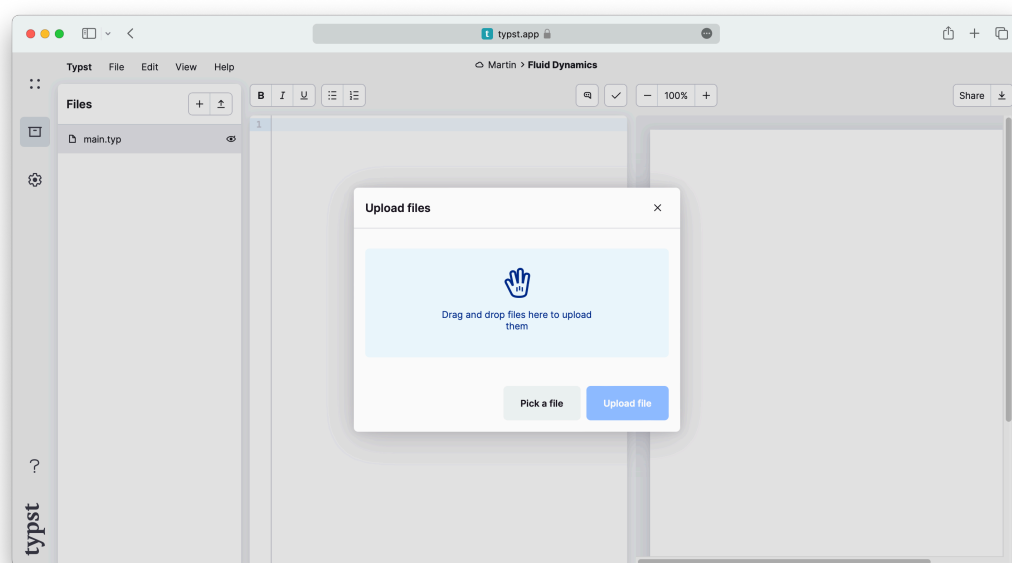 typst.app
Typst File Edit View Help
Martin > Fluid Dynamics
Files
B I U
100%
Share
main.typ
1
Upload files
Drag and drop files here to upload
them
Pick a file
Upload file
typst